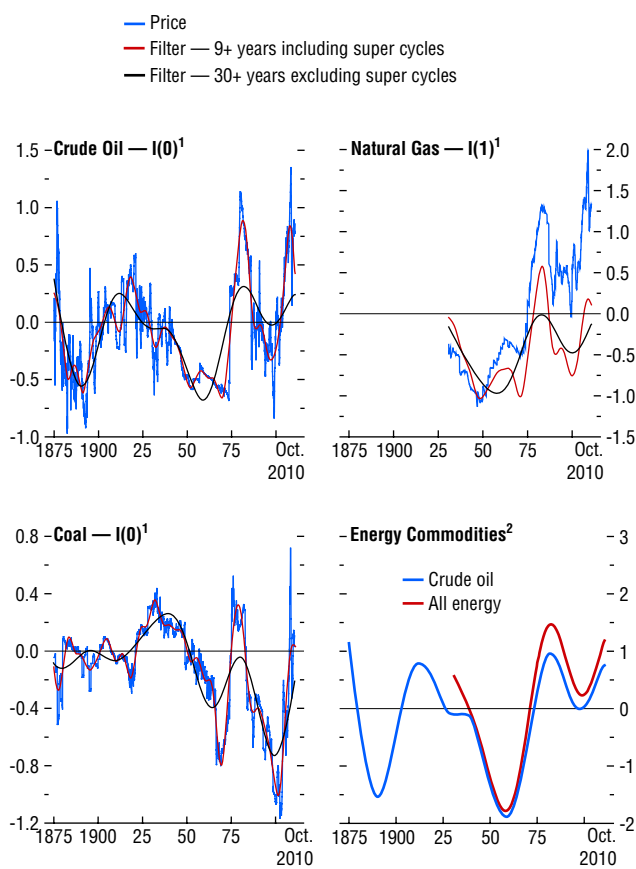 Price
Filter — 9+ years including super cycles
Filter — 30+ years excluding super cycles
Crude Oil — I(0)1
1.5
1.0
0.5
0.0
-0.5
-1.0
1875 1900 25 50 75 Oct.
2010
Natural Gas — I(1)1
2.0
1.5
1.0
0.5
0.0
-0.5
-1.0
-1.5
1875 1900 25 50 75 Oct.
2010
Coal — I(0)1
0.8
0.4
0.0
-0.4
-0.8
-1.2
1875 1900 25 50 75 Oct.
2010
Energy Commodities2
Crude oil
All energy
3
2
1
0
-1
-2
1875 1900 25 50 75 Oct.
2010